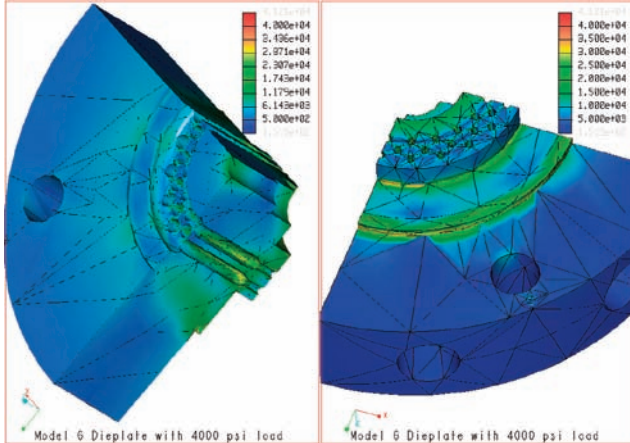 4.000e+04
3.436e+04
2.871e+04
2.307e+04
1.743e+04
1.179e+04
6.143e+03
5.000e+02
Model 6 Dieplate with 4000 psi load
4.000e+04
3.500e+04
3.000e+04
2.500e+04
2.000e+04
1.500e+04
1.000e+04
5.000e+03
x
Model 6 Dieplate with 4000 psi load